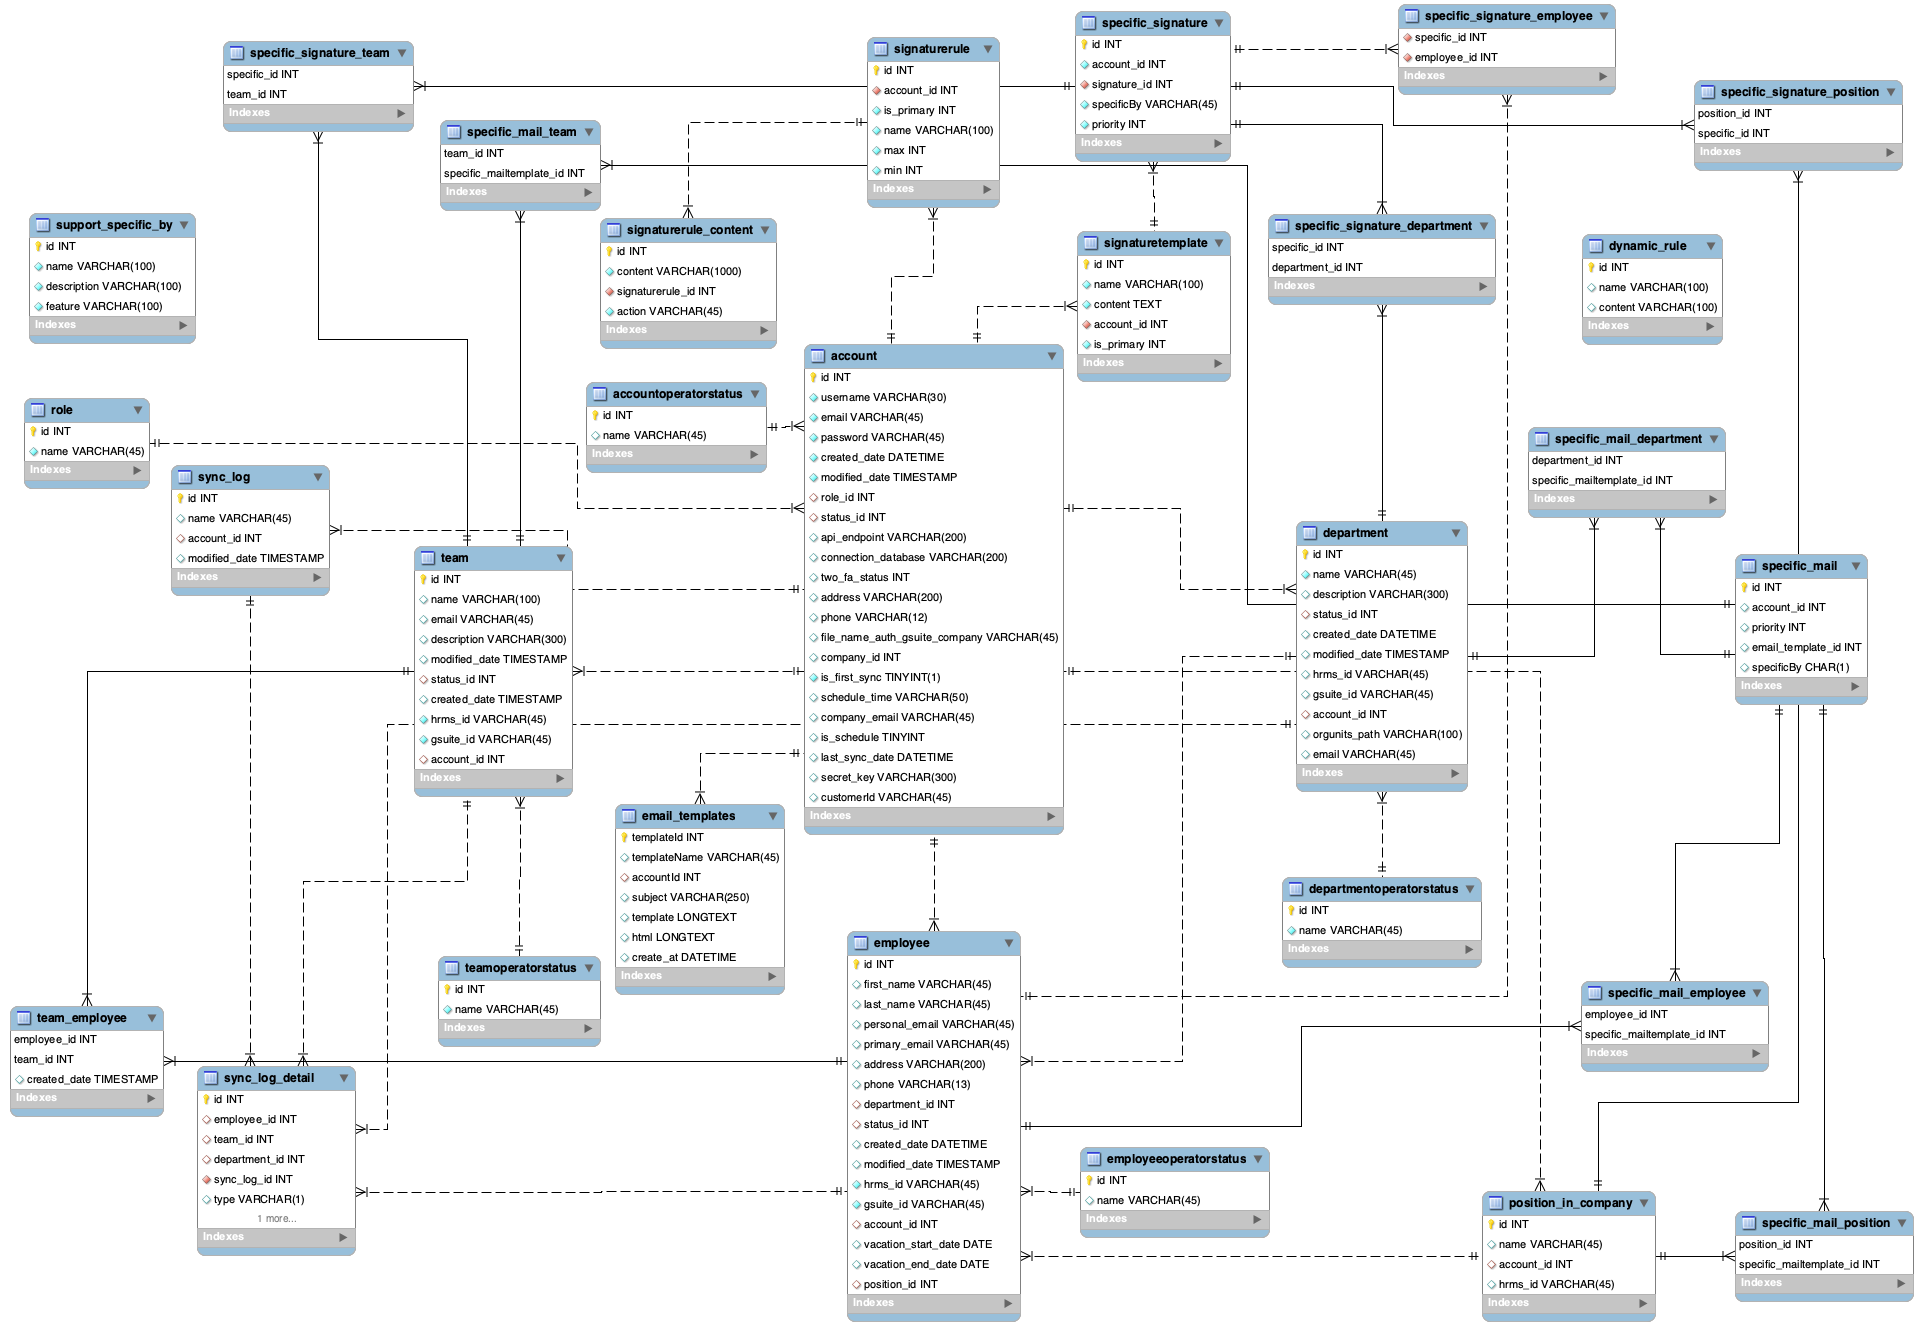 specific_signature_team
specific_id INT
team_id INT
Indexes
specific_mail_team
team_id INT
specific_mailtemplate_id INT
Indexes
signaturerule
id INT
account_id INT
is_primary INT
name VARCHAR(100)
max INT
min INT
Indexes
specific_signature
id INT
account_id INT
signature_id INT
specificBy VARCHAR(45)
priority INT
Indexes
specific_signature_employee
specific_id INT
employee_id INT
Indexes
specific_signature_position
position_id INT
specific_id INT
Indexes
support_specific_by
id INT
name VARCHAR(100)
description VARCHAR(100)
feature VARCHAR(100)
Indexes
signaturerule_content
id INT
content VARCHAR(1000)
signaturerule_id INT
action VARCHAR(45)
Indexes
signaturetemplate
id INT
name VARCHAR(100)
content TEXT
account_id INT
is_primary INT
Indexes
specific_signature_department
specific_id INT
department_id INT
Indexes
dynamic_rule
id INT
name VARCHAR(100)
content VARCHAR(100)
Indexes
role
id INT
name VARCHAR(45)
Indexes
sync_log
id INT
name VARCHAR(45)
account_id INT
modified_date TIMESTAMP
Indexes
accountoperatorstatus
id INT
name VARCHAR(45)
Indexes
account
id INT
username VARCHAR(30)
email VARCHAR(45)
password VARCHAR(45)
created_date DATETIME
modified_date TIMESTAMP
role_id INT
status_id INT
api_endpoint VARCHAR(200)
connection_database VARCHAR(200)
two_fa_status INT
address VARCHAR(200)
phone VARCHAR(12)
file_name_auth_gsuite_company VARCHAR(45)
company_id INT
is_first_sync TINYINT(1)
schedule_time VARCHAR(50)
company_email VARCHAR(45)
is_schedule TINYINT
last_sync_date DATETIME
secret_key VARCHAR(300)
customerId VARCHAR(45)
Indexes
specific_mail_department
department_id INT
specific_mailtemplate_id INT
Indexes
team
id INT
name VARCHAR(100)
email VARCHAR(45)
description VARCHAR(300)
modified_date TIMESTAMP
status_id INT
created_date TIMESTAMP
hrms_id VARCHAR(45)
gsuite_id VARCHAR(45)
account_id INT
Indexes
department
id INT
name VARCHAR(45)
description VARCHAR(300)
status_id INT
created_date DATETIME
modified_date TIMESTAMP
hrms_id VARCHAR(45)
gsuite_id VARCHAR(45)
account_id INT
orgunits_path VARCHAR(100)
email VARCHAR(45)
Indexes
specific_mail
id INT
account_id INT
priority INT
email_template_id INT
specificBy CHAR(1)
Indexes
email_templates
templateId INT
templateName VARCHAR(45)
accountId INT
subject VARCHAR(250)
template LONGTEXT
html LONGTEXT
create_at DATETIME
Indexes
departmentoperatorstatus
id INT
name VARCHAR(45)
Indexes
teamoperatorstatus
id INT
name VARCHAR(45)
Indexes
employee
id INT
first_name VARCHAR(45)
last_name VARCHAR(45)
personal_email VARCHAR(45)
primary_email VARCHAR(45)
address VARCHAR(200)
phone VARCHAR(13)
department_id INT
status_id INT
created_date DATETIME
modified_date TIMESTAMP
hrms_id VARCHAR(45)
gsuite_id VARCHAR(45)
account_id INT
vacation_start_date DATE
vacation_end_date DATE
position_id INT
Indexes
specific_mail_employee
employee_id INT
specific_mailtemplate_id INT
Indexes
team_employee
employee_id INT
team_id INT
created_date TIMESTAMP
Indexes
sync_log_detail
id INT
employee_id INT
team_id INT
department_id INT
sync_log_id INT
type VARCHAR(1)
1 more...
Indexes
employeeoperatorstatus
id INT
name VARCHAR(45)
Indexes
position_in_company
id INT
name VARCHAR(45)
account_id INT
hrms_id VARCHAR(45)
Indexes
specific_mail_position
position_id INT
specific_mailtemplate_id INT
Indexes